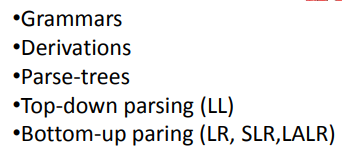 •Grammars
•Derivations
•Parse-trees
•Top-down parsing (LL)
•Bottom-up paring (LR, SLR,LALR)